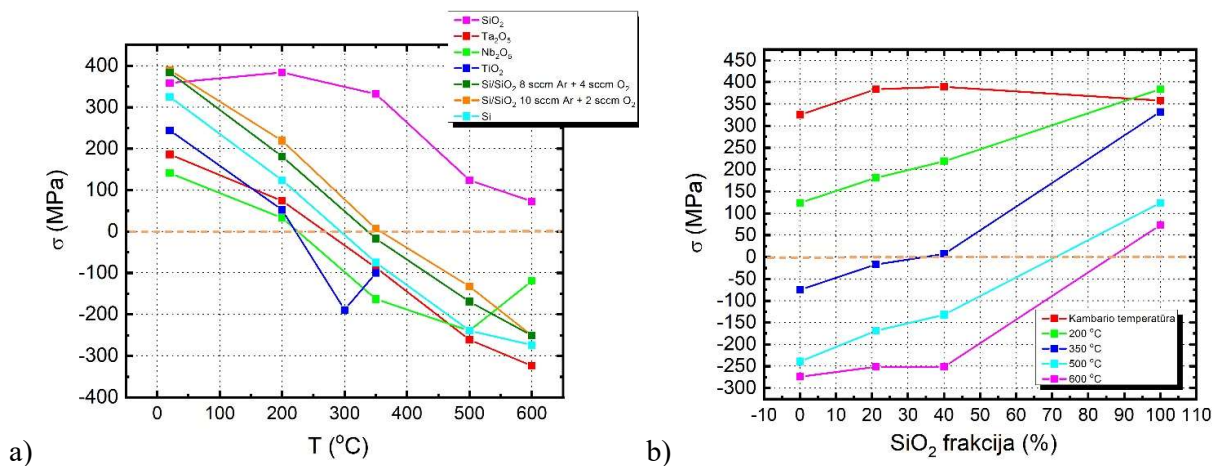 SiO₂
Ta₂O₅
Nb₂O₅
TiO₂
Si/SiO₂ 8 sccm Ar + 4 sccm O₂
Si/SiO₂ 10 sccm Ar + 2 sccm O₂
Si
400
300
200
100
0
-100
-200
-300
-400
σ (MPa)
0 100 200 300 400 500 600
T (°C)
a)
450
400
350
300
250
200
150
100
50
0
-50
-100
-150
-200
-250
-300
σ (MPa)
Kambario temperatūra
200 °C
350 °C
500 °C
600 °C
-10 0 10 20 30 40 50 60 70 80 90 100 110
SiO₂ frakcija (%)
b)